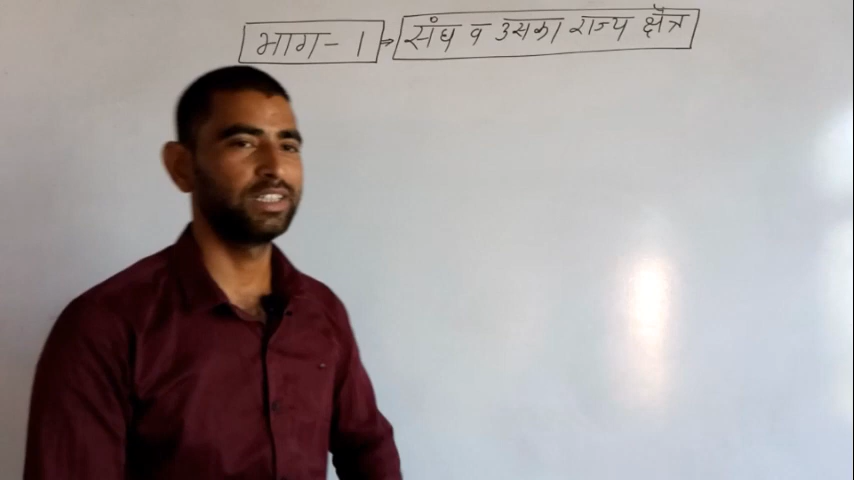 भाग - 1 → संघ व उसका राज्य क्षेत्र